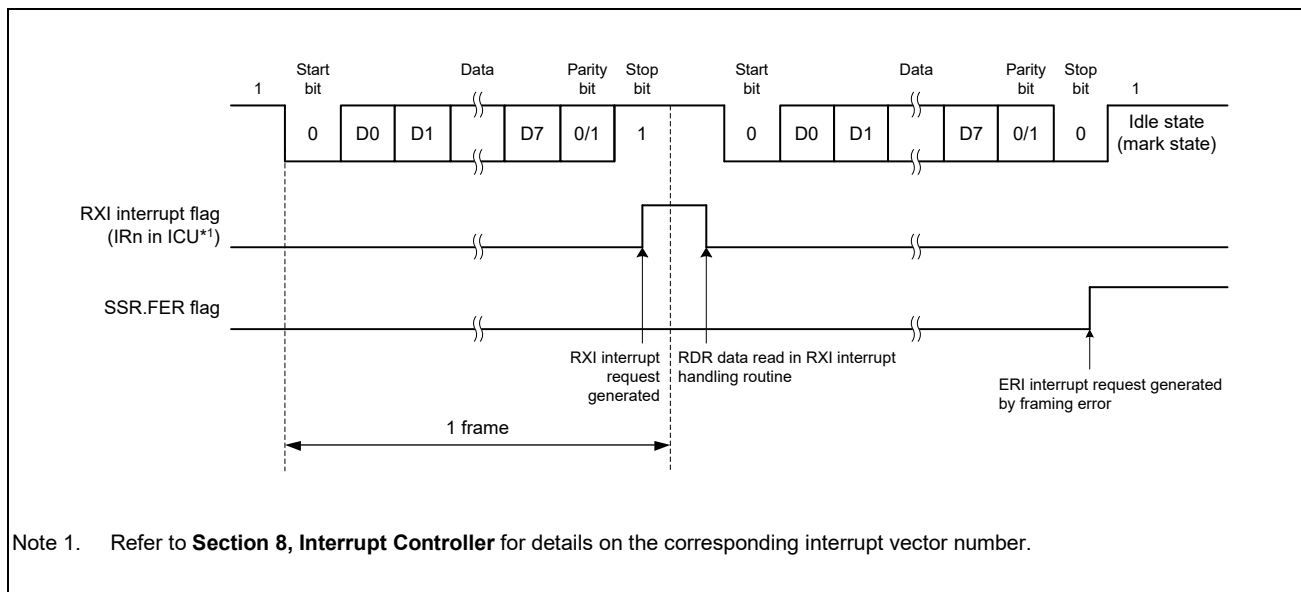 Start bit Data Parity bit Stop bit Start bit Data Parity bit Stop bit
1 1
0 D0 D1 D7 0/1 1 0 D0 D1 D7 0/1 0 Idle state (mark state)
RXI interrupt flag
(IRn in ICU*1)
SSR.FER flag
RXI interrupt
request
generated
RDR data read in RXI interrupt
handling routine
ERI interrupt request generated
by framing error
1 frame
Note 1. Refer to Section 8, Interrupt Controller for details on the corresponding interrupt vector number.